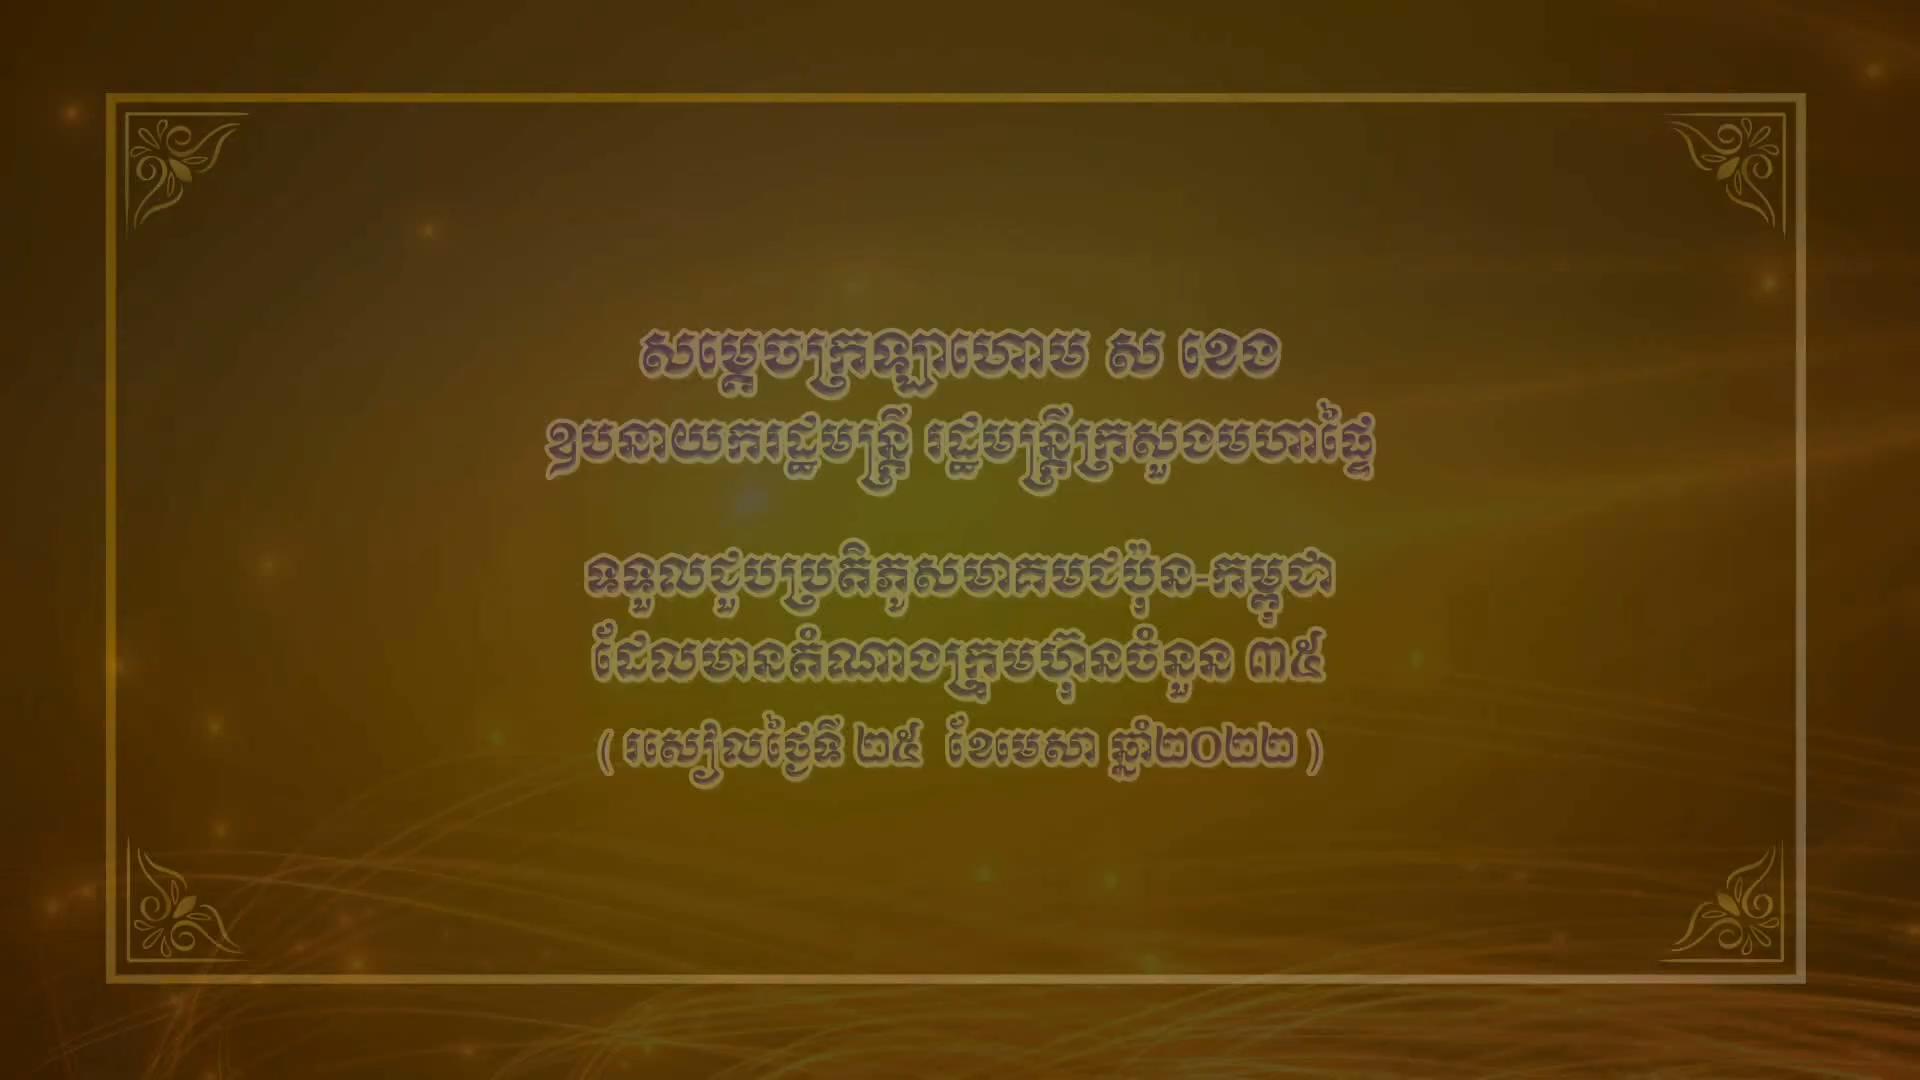 សម្តេចក្រឡាហោម ស ខេង
ឧបនាយករដ្ឋមន្ត្រី រដ្ឋមន្ត្រីក្រសួងមហាផ្ទៃ
ទទួលជួបប្រតិភូសមាគមជប៉ុន-កម្ពុជា
ដែលមានតំណាងក្រុមហ៊ុនចំនួន ៣៥
( រសៀលថ្ងៃទី ២៥ ខែមេសា ឆ្នាំ២០២២ )